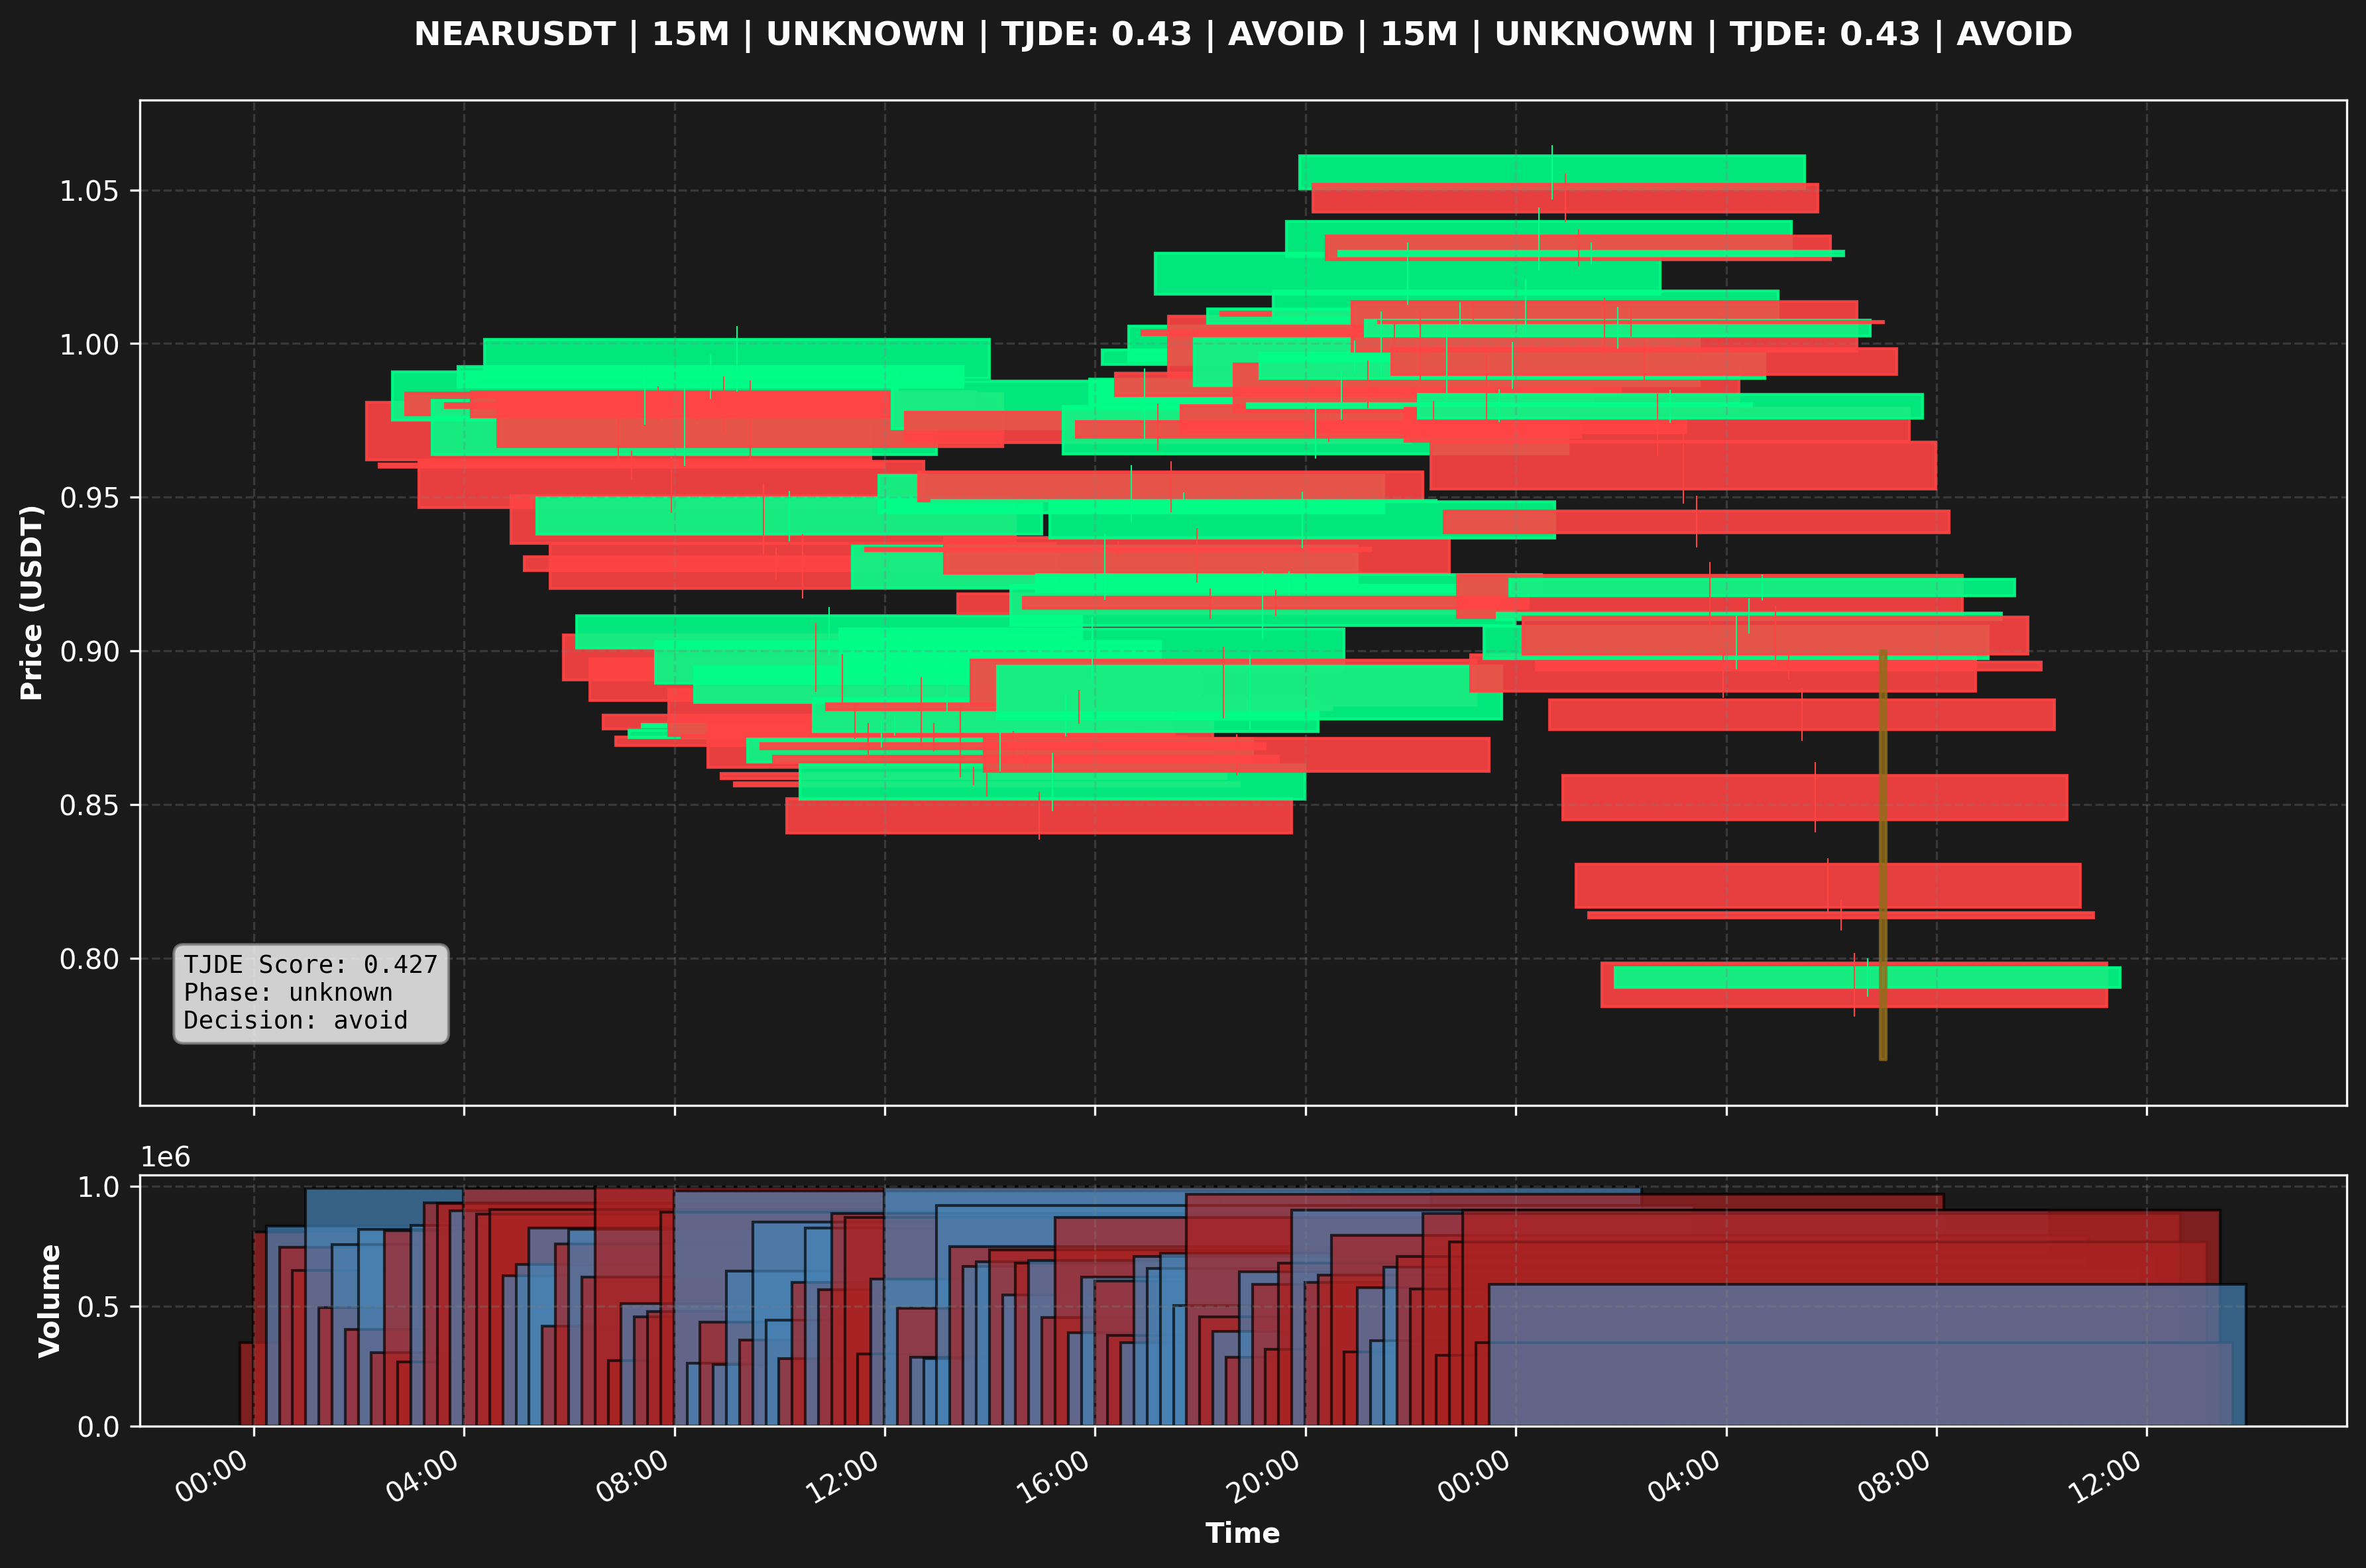 NEARUSDT | 15M | UNKNOWN | TJDE: 0.43 | AVOID | 15M | UNKNOWN | TJDE: 0.43 | AVOID
Price (USDT)
1.05
1.00
0.95
0.90
0.85
0.80
TJDE Score: 0.427
Phase: unknown
Decision: avoid
1e6
Volume
1.0
0.5
0.0
00:00 04:00 08:00 12:00 16:00 20:00 00:00 04:00 08:00 12:00
Time